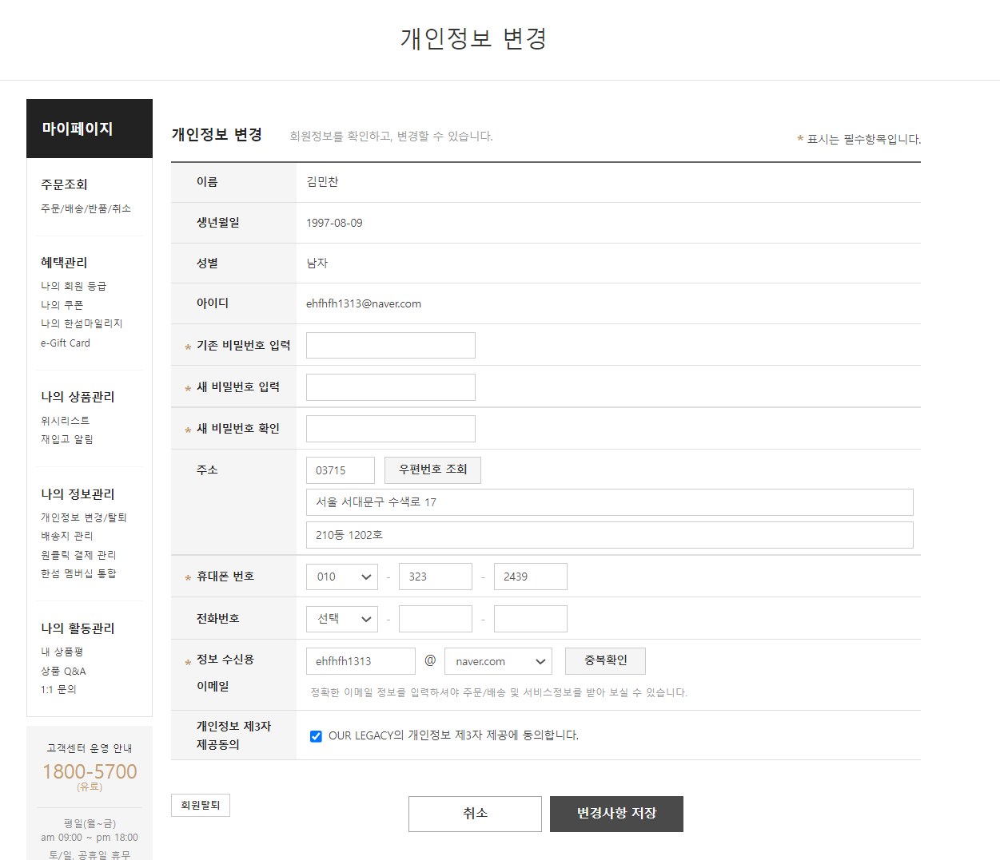 개인정보 변경
마이페이지
주문조회
주문/배송/반품/취소
혜택관리
나의 회원 등급
나의 쿠폰
나의 한섬마일리지
e-Gift Card
나의 상품관리
위시리스트
재입고 알림
나의 정보관리
개인정보 변경/탈퇴
배송지 관리
원클릭 결제 관리
한섬 멤버십 통합
나의 활동관리
내 상품평
상품 Q&A
1:1 문의
고객센터 운영 안내
1800-5700
(유료)
평일(월~금)
am 09:00 ~ pm 18:00
토/일, 공휴일 휴무
개인정보 변경 회원정보를 확인하고, 변경할 수 있습니다. * 표시는 필수항목입니다.
이름 김민찬
생년월일 1997-08-09
성별 남자
아이디 ehfhfh1313@naver.com
* 기존 비밀번호 입력
* 새 비밀번호 입력
* 새 비밀번호 확인
주소 03715 우편번호 조회
서울 서대문구 수색로 17
210동 1202호
* 휴대폰 번호 010 - 323 - 2439
전화번호 선택 - -
* 정보 수신용 ehfhfh1313 @ naver.com 중복확인
이메일 정확한 이메일 정보를 입력하셔야 주문/배송 및 서비스정보를 받아 보실 수 있습니다.
개인정보 제3자
제공동의
OUR LEGACY의 개인정보 제3자 제공에 동의합니다.
회원탈퇴 취소 변경사항 저장